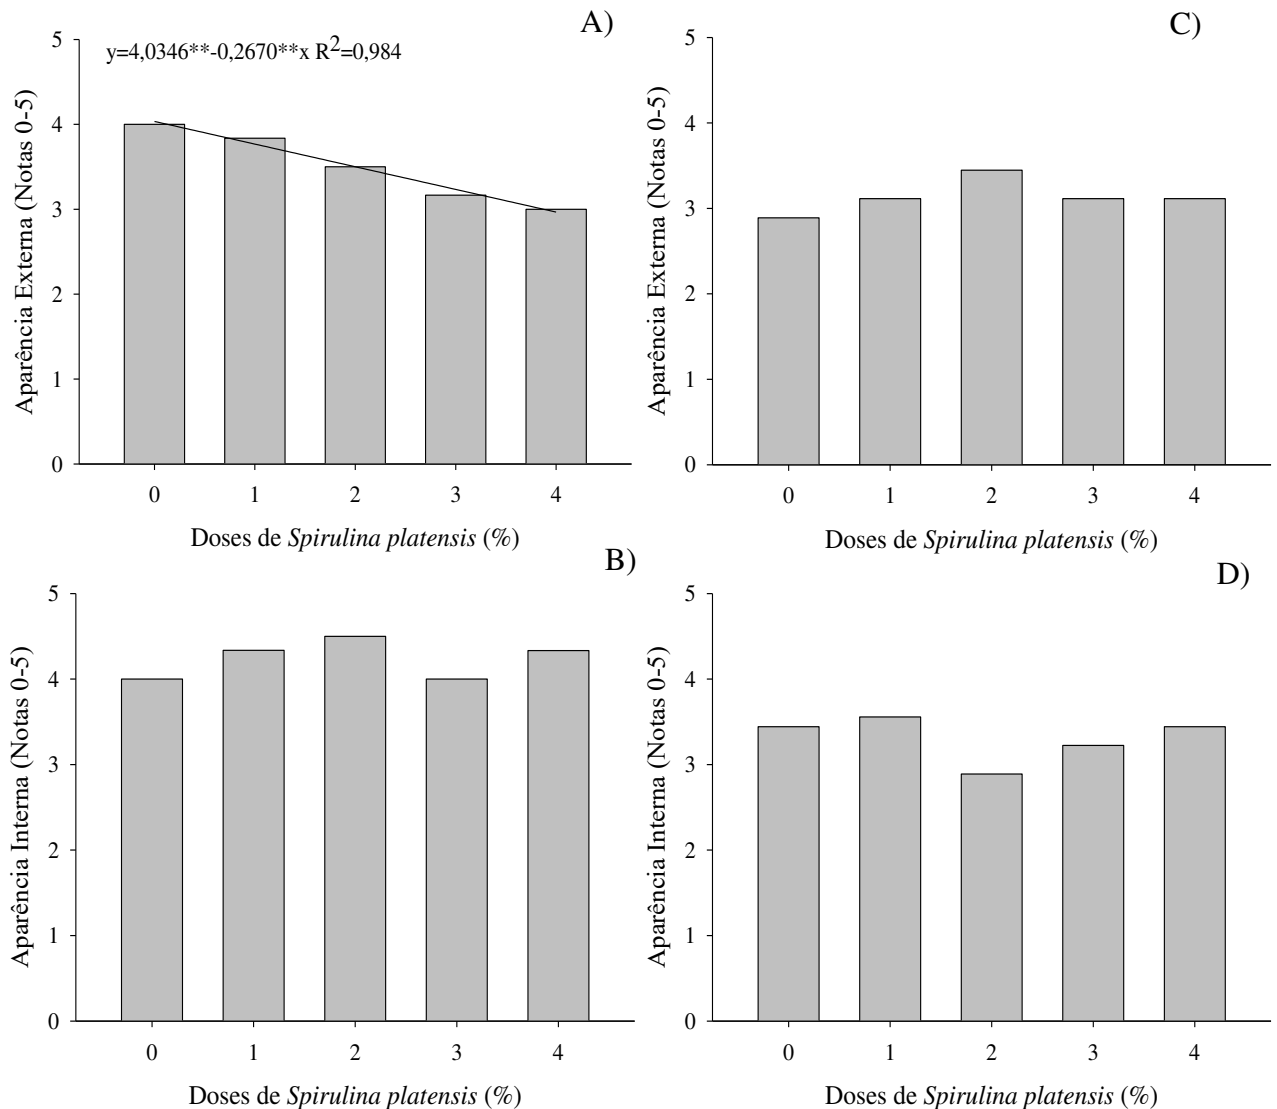 A)
y=4,0346**-0,2670**x R2=0,984
Aparência Externa (Notas 0-5)
5
4
3
2
1
0
0 1 2 3 4
Doses de Spirulina platensis (%)
C)
Aparência Externa (Notas 0-5)
5
4
3
2
1
0
0 1 2 3 4
Doses de Spirulina platensis (%)
B)
Aparência Interna (Notas 0-5)
5
4
3
2
1
0
0 1 2 3 4
Doses de Spirulina platensis (%)
D)
Aparência Interna (Notas 0-5)
5
4
3
2
1
0
0 1 2 3 4
Doses de Spirulina platensis (%)